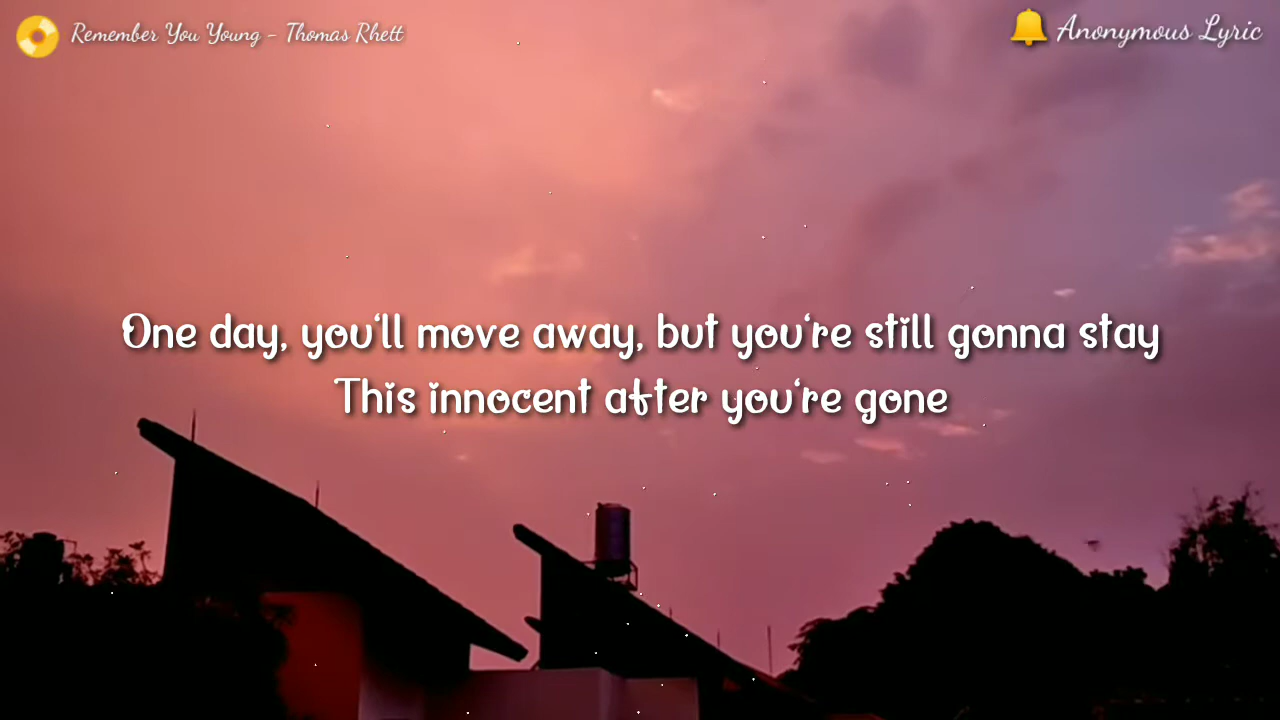 Remember You Young - Thomas Rhett
Anonymous Lyric
One day, you'll move away, but you're still gonna stay
This innocent after you're gone